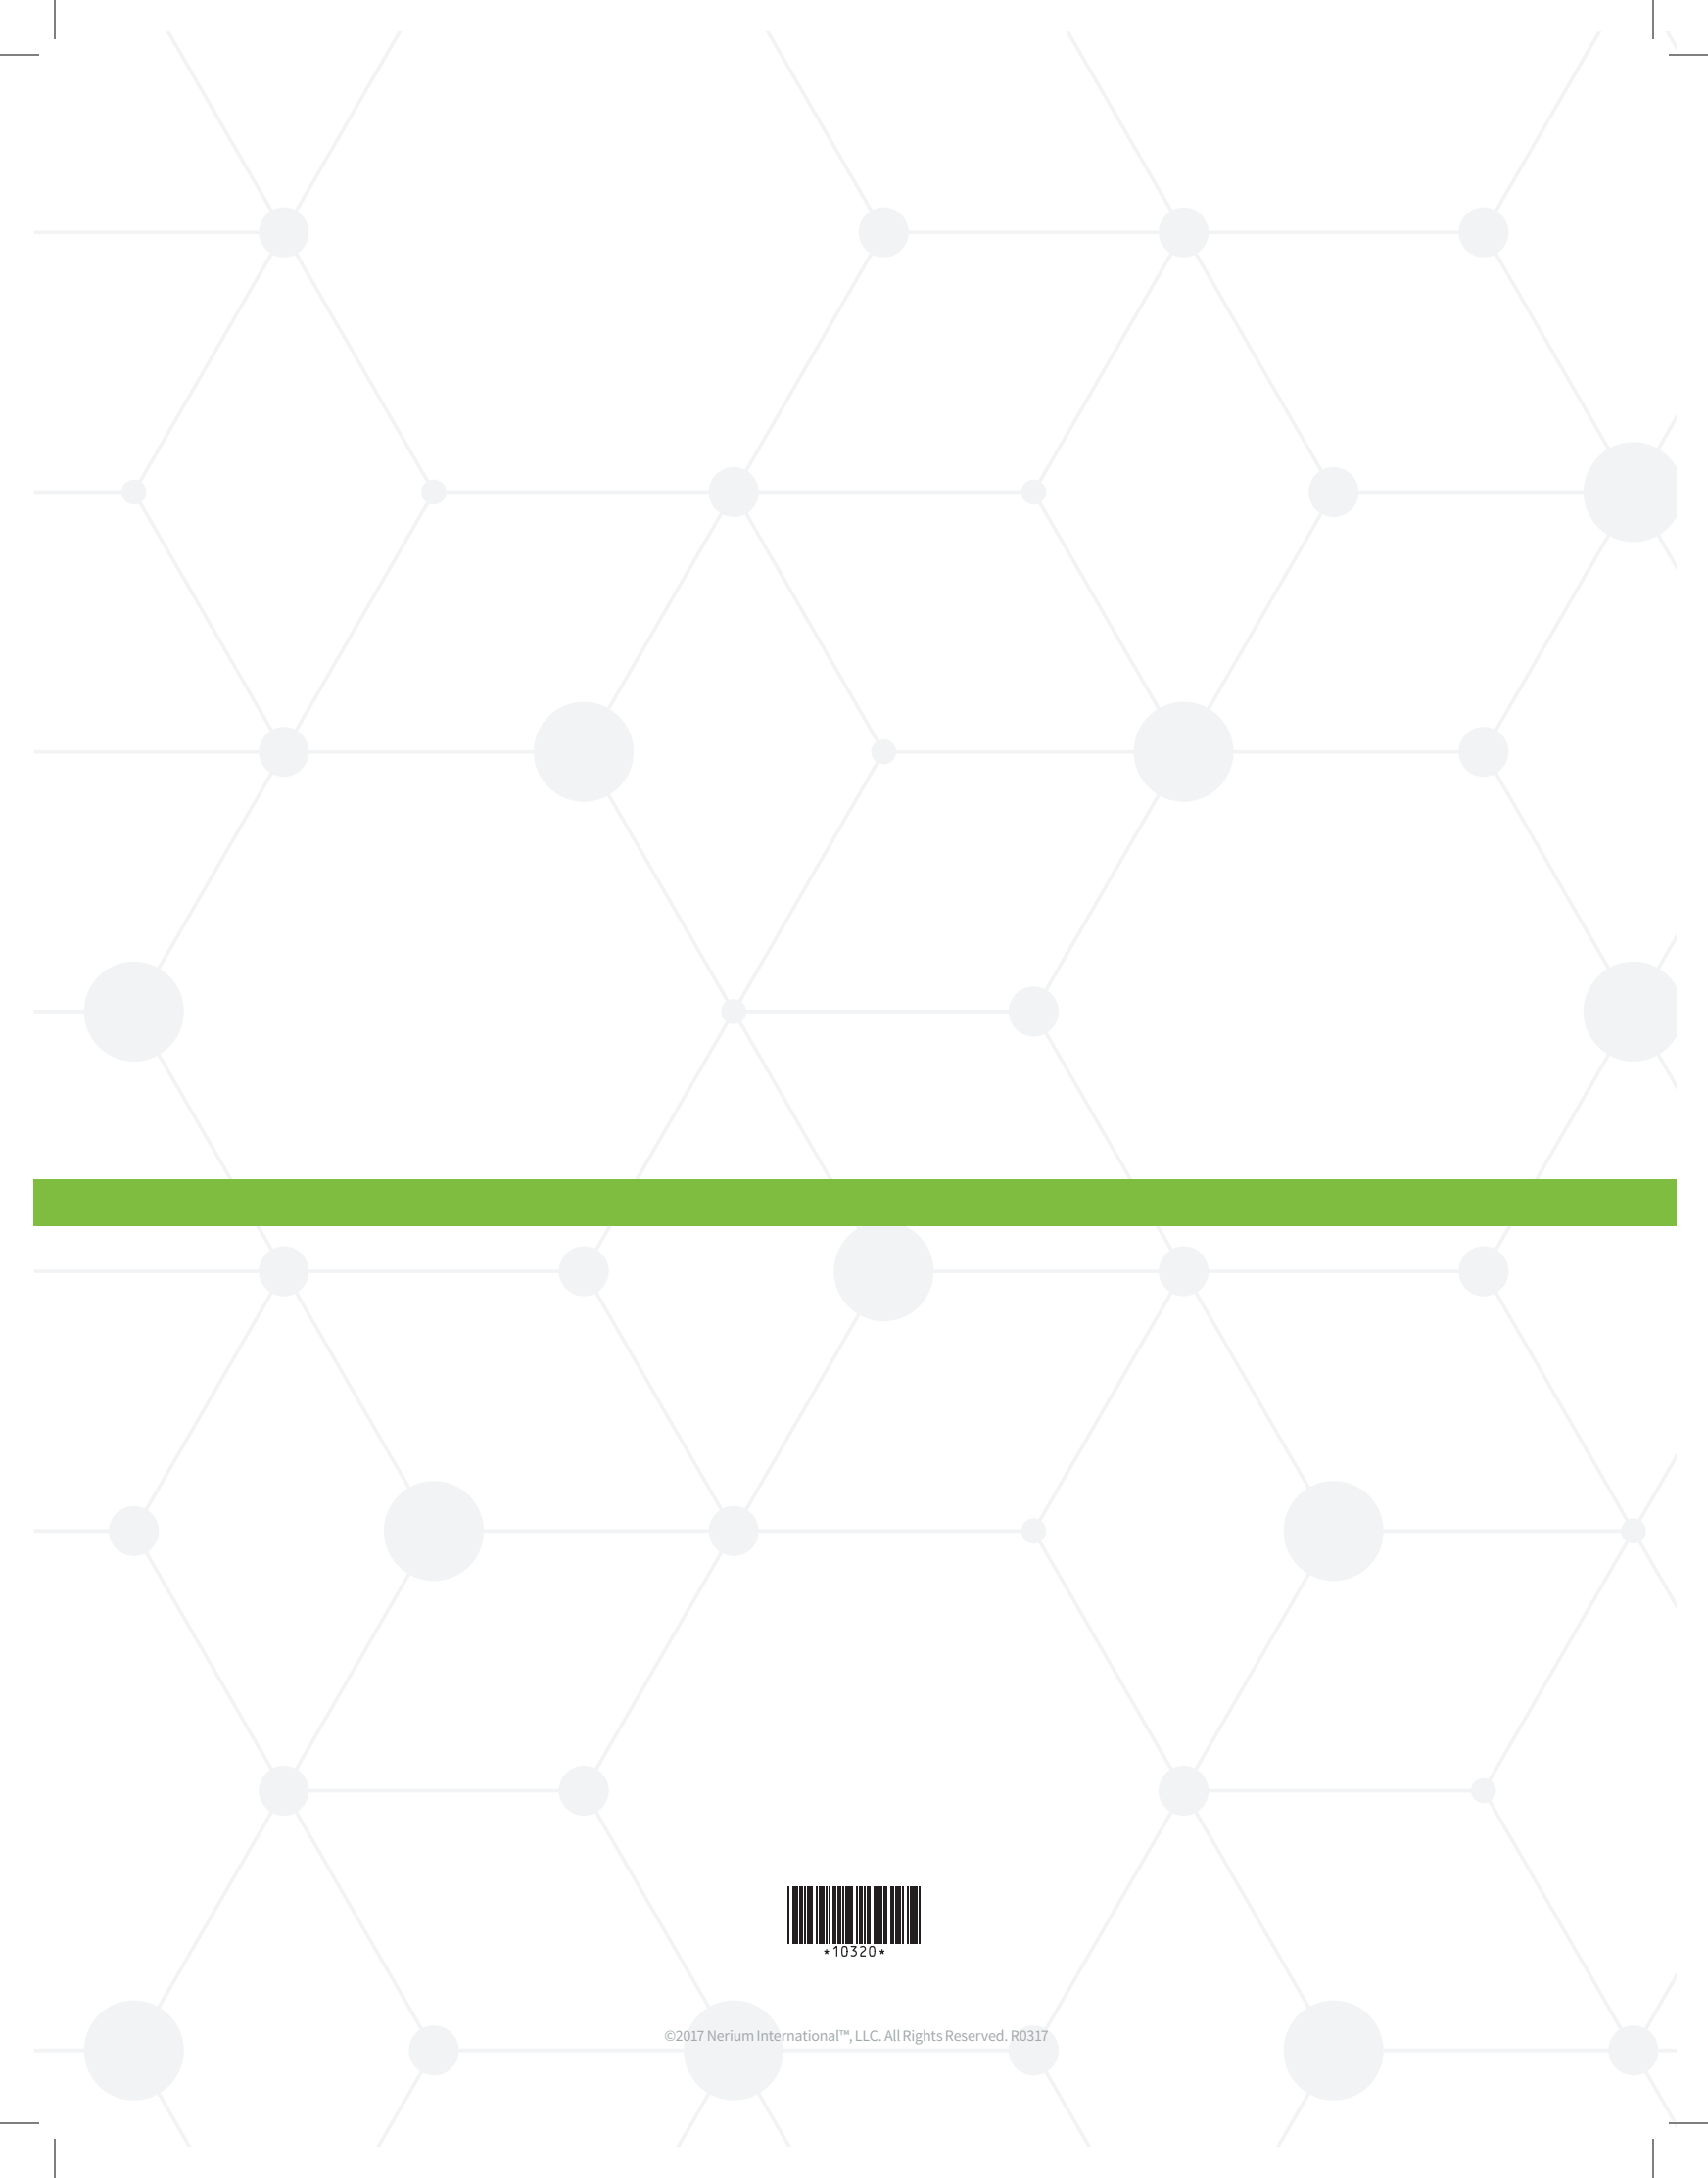 *10320*
©2017 Nerium International™, LLC. All Rights Reserved. R0317